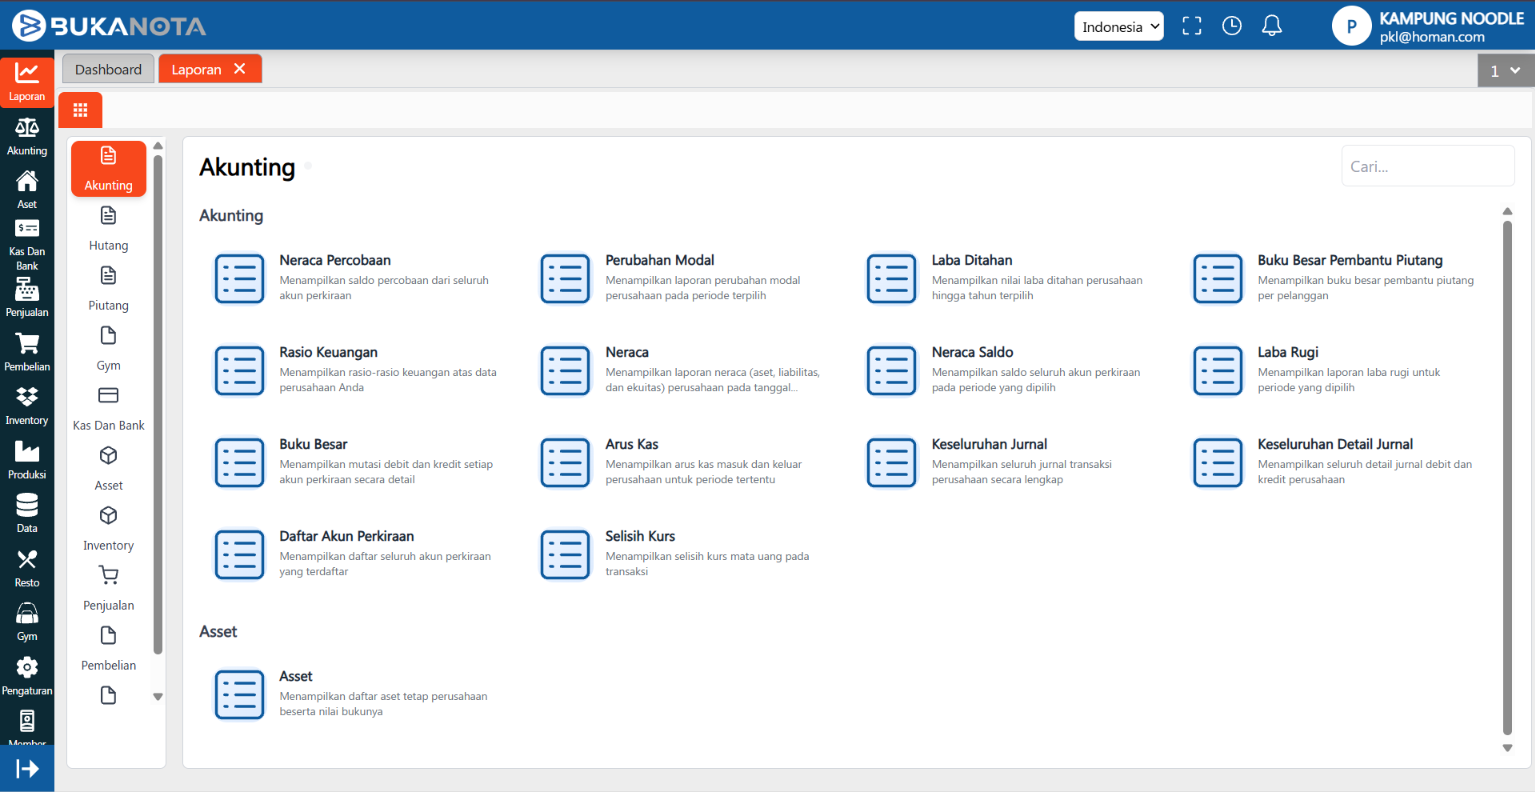 BUKANOTA
Indonesia
P
KAMPUNG NOODLE
pkl@homan.com
Dashboard
Laporan
1
Laporan
Akunting
Aset
Kas Dan
Bank
Penjualan
Pembelian
Inventory
Produksi
Data
Resto
Gym
Pengaturan
Member
Akunting
Hutang
Piutang
Gym
Kas Dan Bank
Asset
Inventory
Penjualan
Pembelian
Akunting
Cari...
Akunting
Neraca Percobaan
Menampilkan saldo percobaan dari seluruh
akun perkiraan
Perubahan Modal
Menampilkan laporan perubahan modal
perusahaan pada periode terpilih
Laba Ditahan
Menampilkan nilai laba ditahan perusahaan
hingga tahun terpilih
Buku Besar Pembantu Piutang
Menampilkan buku besar pembantu piutang
per pelanggan
Rasio Keuangan
Menampilkan rasio-rasio keuangan atas data
perusahaan Anda
Neraca
Menampilkan laporan neraca (aset, liabilitas,
dan ekuitas) perusahaan pada tanggal...
Neraca Saldo
Menampilkan saldo seluruh akun perkiraan
pada periode yang dipilih
Laba Rugi
Menampilkan laporan laba rugi untuk
periode yang dipilih
Buku Besar
Menampilkan mutasi debit dan kredit setiap
akun perkiraan secara detail
Arus Kas
Menampilkan arus kas masuk dan keluar
perusahaan untuk periode tertentu
Keseluruhan Jurnal
Menampilkan seluruh jurnal transaksi
perusahaan secara lengkap
Keseluruhan Detail Jurnal
Menampilkan seluruh detail jurnal debit dan
kredit perusahaan
Daftar Akun Perkiraan
Menampilkan daftar seluruh akun perkiraan
yang terdaftar
Selisih Kurs
Menampilkan selisih kurs mata uang pada
transaksi
Asset
Asset
Menampilkan daftar aset tetap perusahaan
beserta nilai bukunya